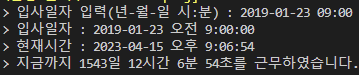 > 입사일자 입력(년-월-일 시:분) : 2019-01-23 09:00
> 입사일자 : 2019-01-23 오전 9:00:00
> 현재시간 : 2023-04-15 오후 9:06:54
> 지금까지 1543일 12시간 6분 54초를 근무하였습니다.